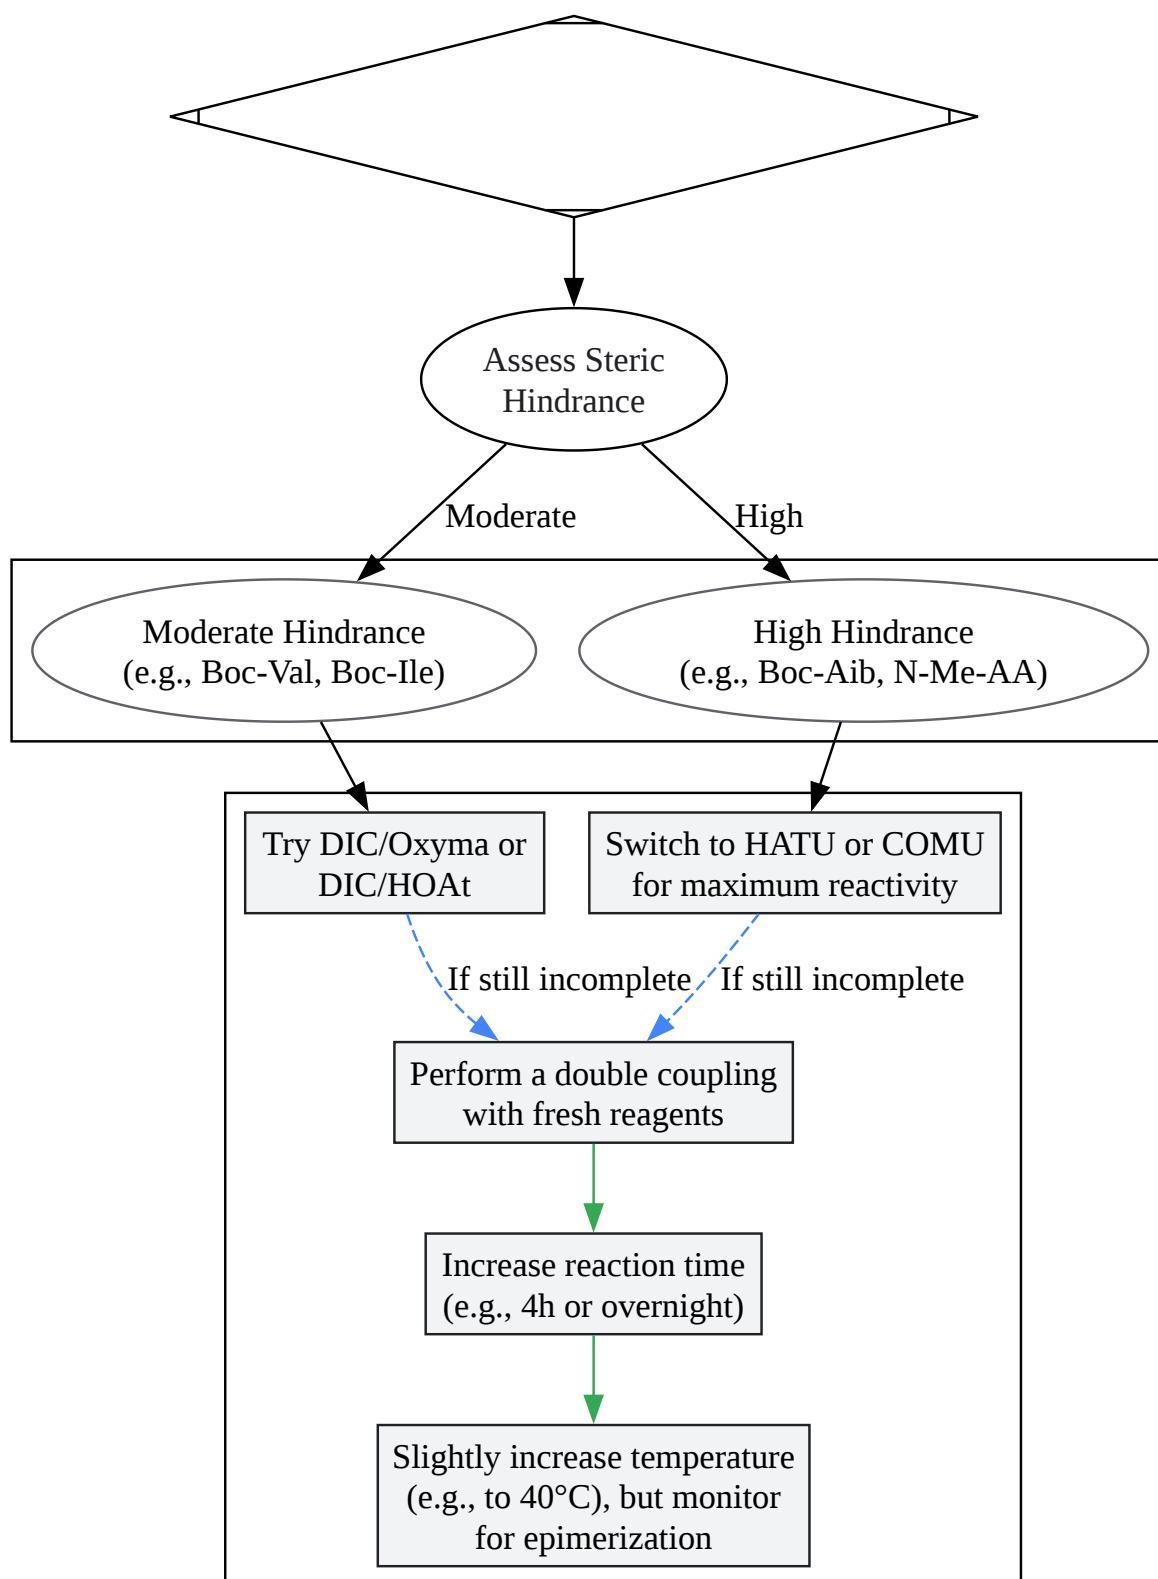 Assess Steric
Hindrance
Moderate
High
Moderate Hindrance
(e.g., Boc-Val, Boc-Ile)
High Hindrance
(e.g., Boc-Aib, N-Me-AA)
Try DIC/Oxyma or
DIC/HOAt
Switch to HATU or COMU
for maximum reactivity
If still incomplete
If still incomplete
Perform a double coupling
with fresh reagents
Increase reaction time
(e.g., 4h or overnight)
Slightly increase temperature
(e.g., to 40°C), but monitor
for epimerization